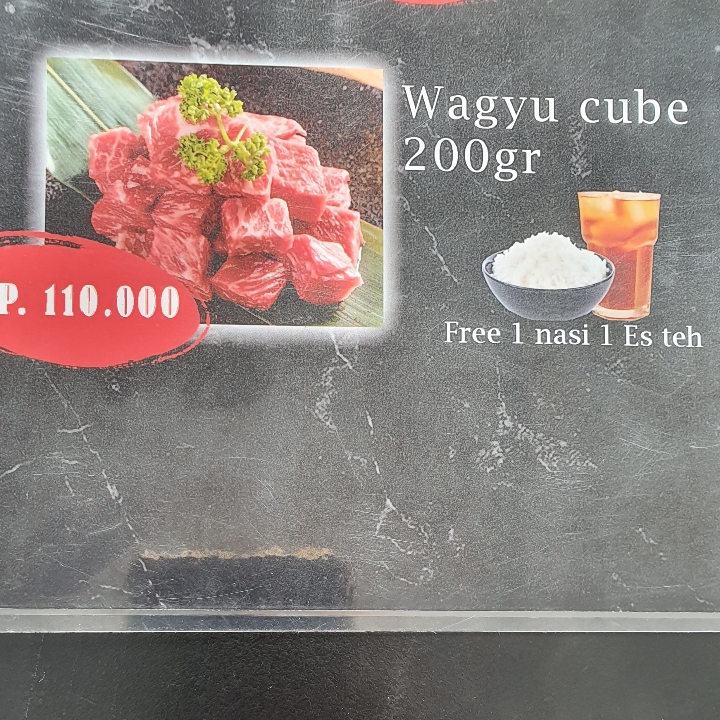 Wagyu cube
200gr
P. 110.000
Free 1 nasi 1 Es teh